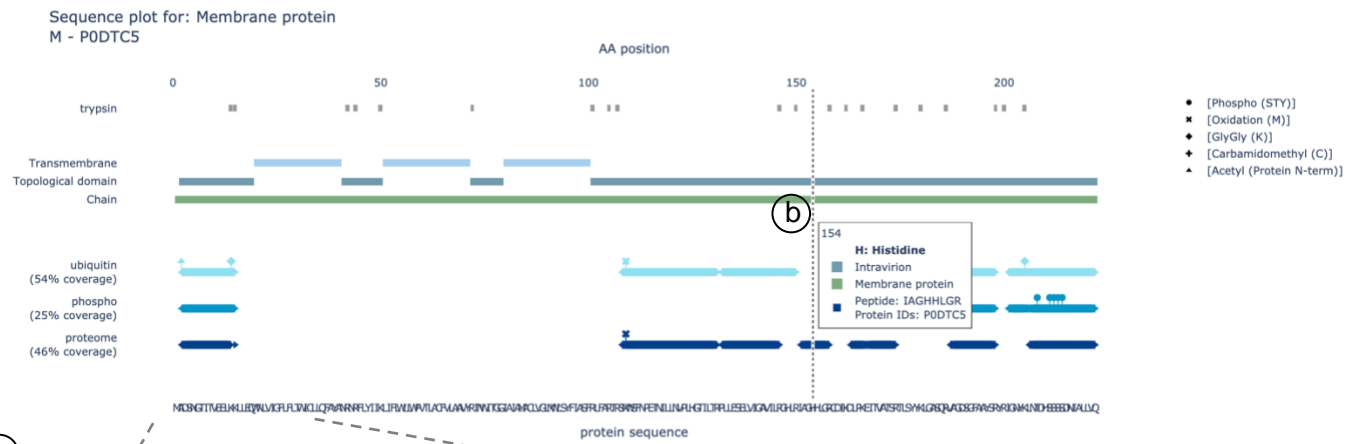 Sequence plot for: Membrane protein
M - P0DTC5
AA position
0 50 100 150 200
trypsin
[Phospho (STY)]
[Oxidation (M)]
[GlyGly (K)]
[Carbamidomethyl (C)]
[Acetyl (Protein N-term)]
Transmembrane
Topological domain
Chain
b
154
H: Histidine
Intravirion
Membrane protein
Peptide: IAGHHLGR
Protein IDs: P0DTC5
ubiquitin
(54% coverage)
phospho
(25% coverage)
proteome
(46% coverage)
protein sequence